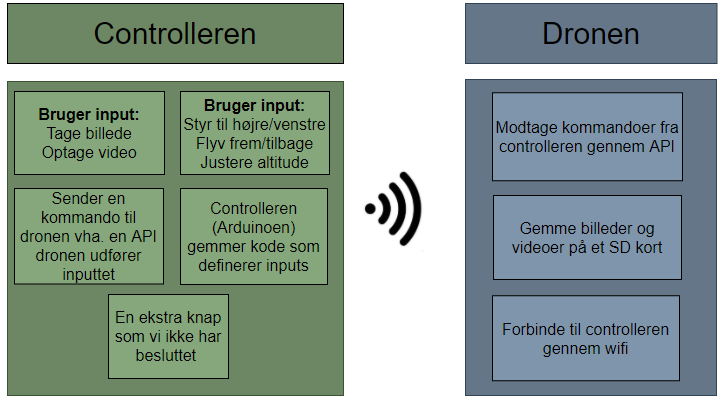 Controlleren
Bruger input:
Tage billede
Optage video
Bruger input:
Styr til højre/venstre
Flyv frem/tilbage
Justere altitude
Sender en
kommando til
dronen vha. en API
dronen udfører
inputtet
Controlleren
(Arduinoen)
gemmer kode som
definerer inputs
En ekstra knap
som vi ikke har
besluttet
Dronen
Modtage kommandoer fra
controlleren gennem API
Gemme billeder og
videoer på et SD kort
Forbinde til controlleren
gennem wifi